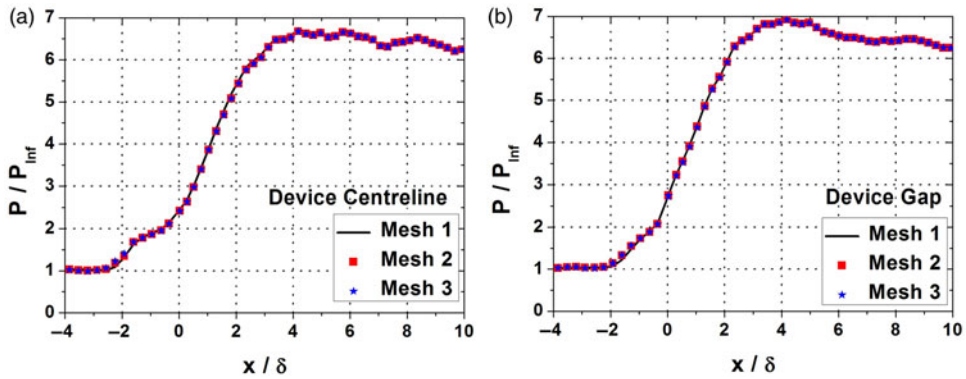 (a)
7
6
5
4
3
2
1
0
P / P_Inf
Device Centreline
Mesh 1
Mesh 2
Mesh 3
–4 –2 0 2 4 6 8 10
x / δ
(b)
7
6
5
4
3
2
1
0
P / P_Inf
Device Gap
Mesh 1
Mesh 2
Mesh 3
–4 –2 0 2 4 6 8 10
x / δ